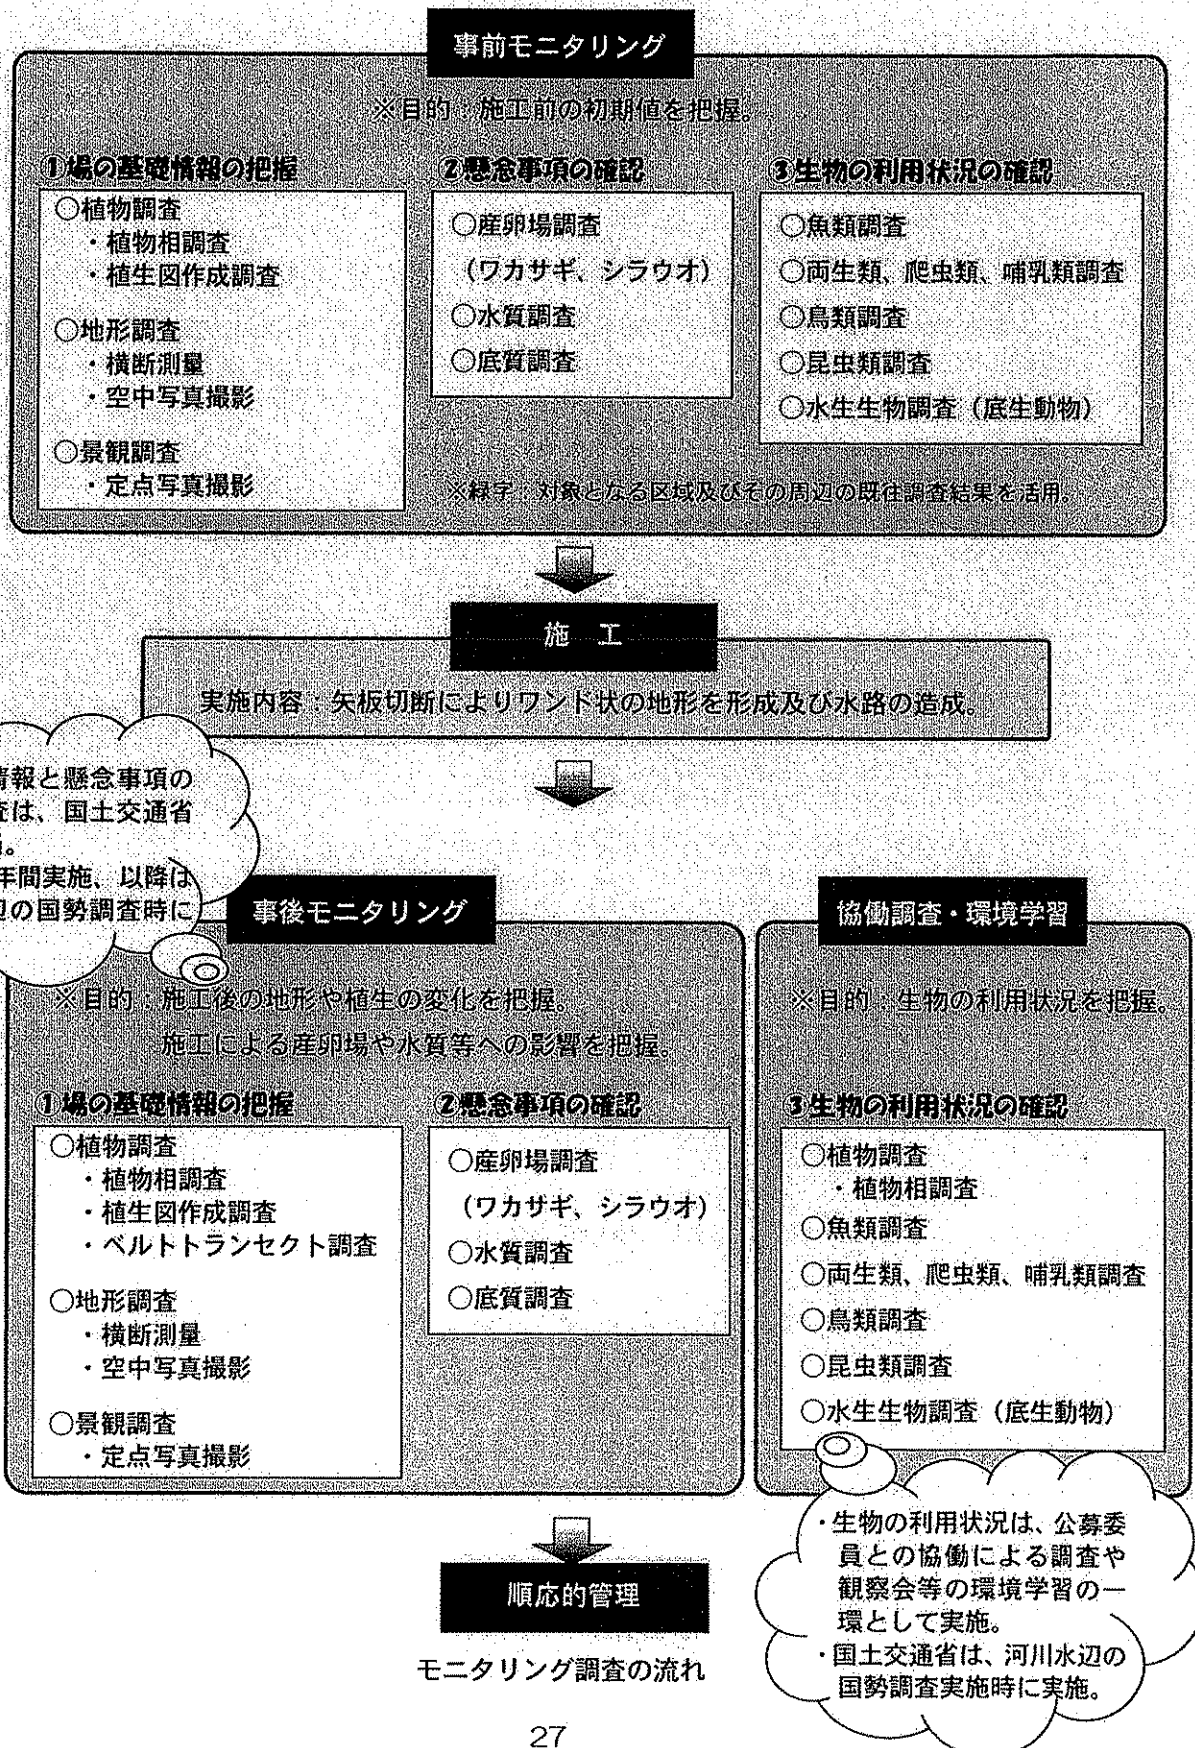 事前モニタリング
※目的：施工前の初期値を把握。
①場の基礎情報の把握
○植物調査
・植物相調査
・植生図作成調査
○地形調査
・横断測量
・空中写真撮影
○景観調査
・定点写真撮影
②懸念事項の確認
○産卵場調査
（ワカサギ、シラウオ）
○水質調査
○底質調査
③生物の利用状況の確認
○魚類調査
○両生類、爬虫類、哺乳類調査
○鳥類調査
○昆虫類調査
○水生生物調査（底生動物）
※緑字：対象となる区域及びその周辺の既往調査結果を活用。
施 工
実施内容：矢板切断によりワンド状の地形を形成及び水路の造成。
情報と懸念事項の
査は、国土交通省
。
年間実施、以降は
辺の国勢調査時に
事後モニタリング
※目的：施工後の地形や植生の変化を把握。
施工による産卵場や水質等への影響を把握。
①場の基礎情報の把握
○植物調査
・植物相調査
・植生図作成調査
・ベルトトランセクト調査
○地形調査
・横断測量
・空中写真撮影
○景観調査
・定点写真撮影
②懸念事項の確認
○産卵場調査
（ワカサギ、シラウオ）
○水質調査
○底質調査
協働調査・環境学習
※目的：生物の利用状況を把握。
③生物の利用状況の確認
○植物調査
・植物相調査
○魚類調査
○両生類、爬虫類、哺乳類調査
○鳥類調査
○昆虫類調査
○水生生物調査（底生動物）
・生物の利用状況は、公募委
員との協働による調査や
観察会等の環境学習の一
環として実施。
・国土交通省は、河川水辺の
国勢調査実施時に実施。
順応的管理
モニタリング調査の流れ
27